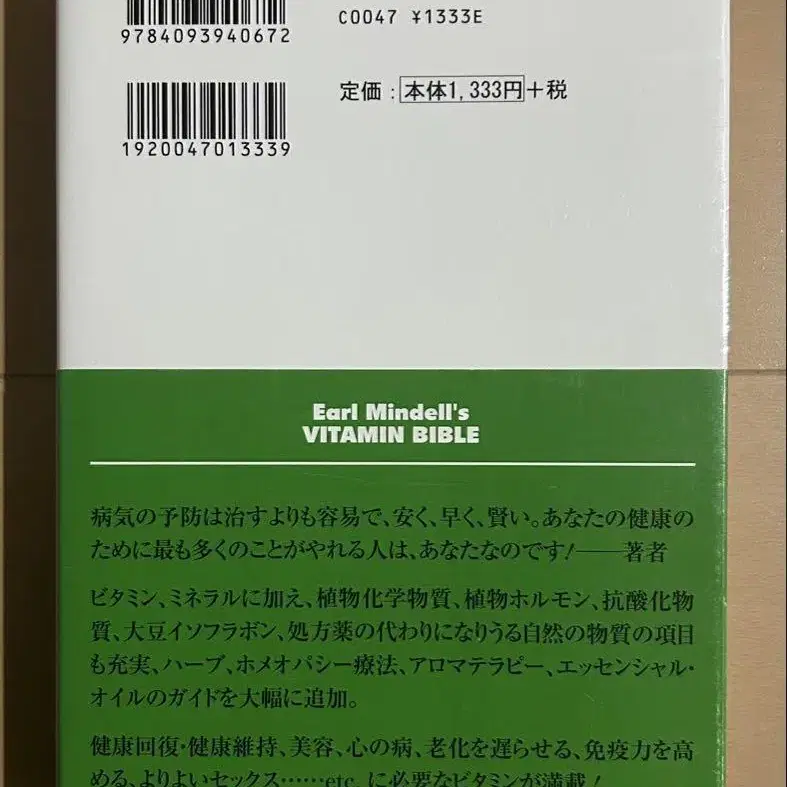 9784093940672
C0047 ¥1333E
定価：本体1,333円+税
1920047013339
Earl Mindell's
VITAMIN BIBLE
病気の予防は治すよりも容易で、安く、早く、賢い。あなたの健康の
ために最も多くのことがやれる人は、あなたなのです！――著者
ビタミン、ミネラルに加え、植物化学物質、植物ホルモン、抗酸化物
質、大豆イソフラボン、処方薬の代わりになりうる自然の物質の項目
も充実、ハーブ、ホメオパシー療法、アロマテラピー、エッセンシャル・
オイルのガイドを大幅に追加。
健康回復・健康維持、美容、心の病、老化を遅らせる、免疫力を高
める、よりよいセックス……etc.に必要なビタミンが満載！